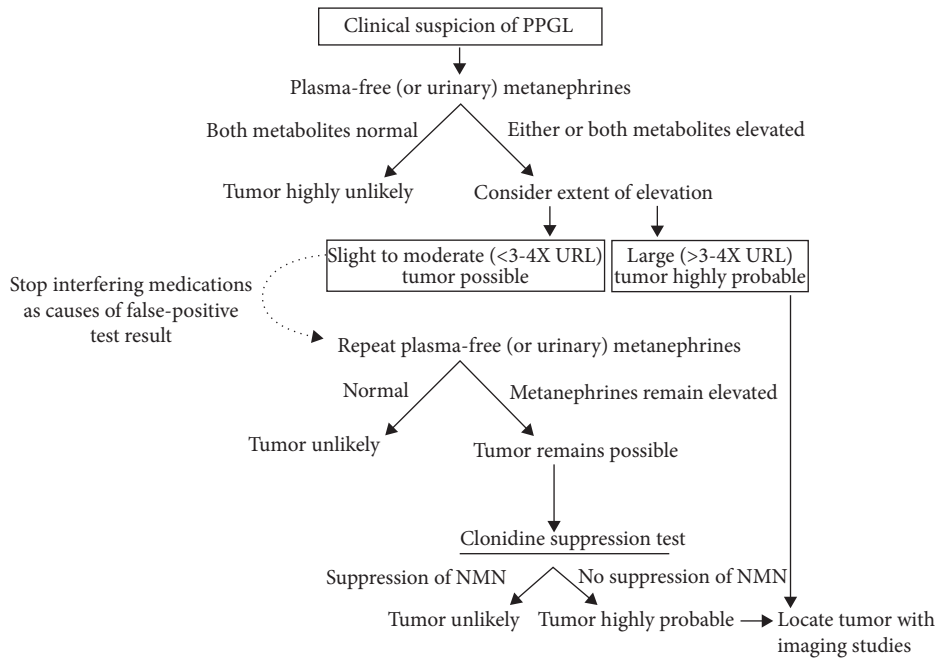 Clinical suspicion of PPGL
Plasma-free (or urinary) metanephrines
Both metabolites normal
Either or both metabolites elevated
Tumor highly unlikely
Consider extent of elevation
Slight to moderate (<3-4X URL)
tumor possible
Large (>3-4X URL)
tumor highly probable
Stop interfering medications
as causes of false-positive
test result
Repeat plasma-free (or urinary) metanephrines
Normal
Metanephrines remain elevated
Tumor unlikely
Tumor remains possible
Clonidine suppression test
Suppression of NMN
No suppression of NMN
Tumor unlikely
Tumor highly probable
Locate tumor with
imaging studies